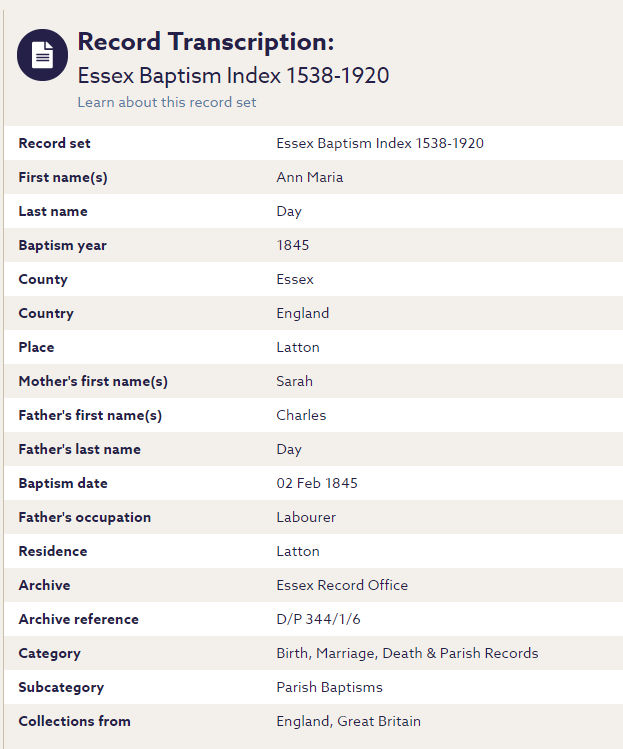 Record Transcription:
Essex Baptism Index 1538-1920
Learn about this record set
Record set Essex Baptism Index 1538-1920
First name(s) Ann Maria
Last name Day
Baptism year 1845
County Essex
Country England
Place Latton
Mother's first name(s) Sarah
Father's first name(s) Charles
Father's last name Day
Baptism date 02 Feb 1845
Father's occupation Labourer
Residence Latton
Archive Essex Record Office
Archive reference D/P 344/1/6
Category Birth, Marriage, Death & Parish Records
Subcategory Parish Baptisms
Collections from England, Great Britain